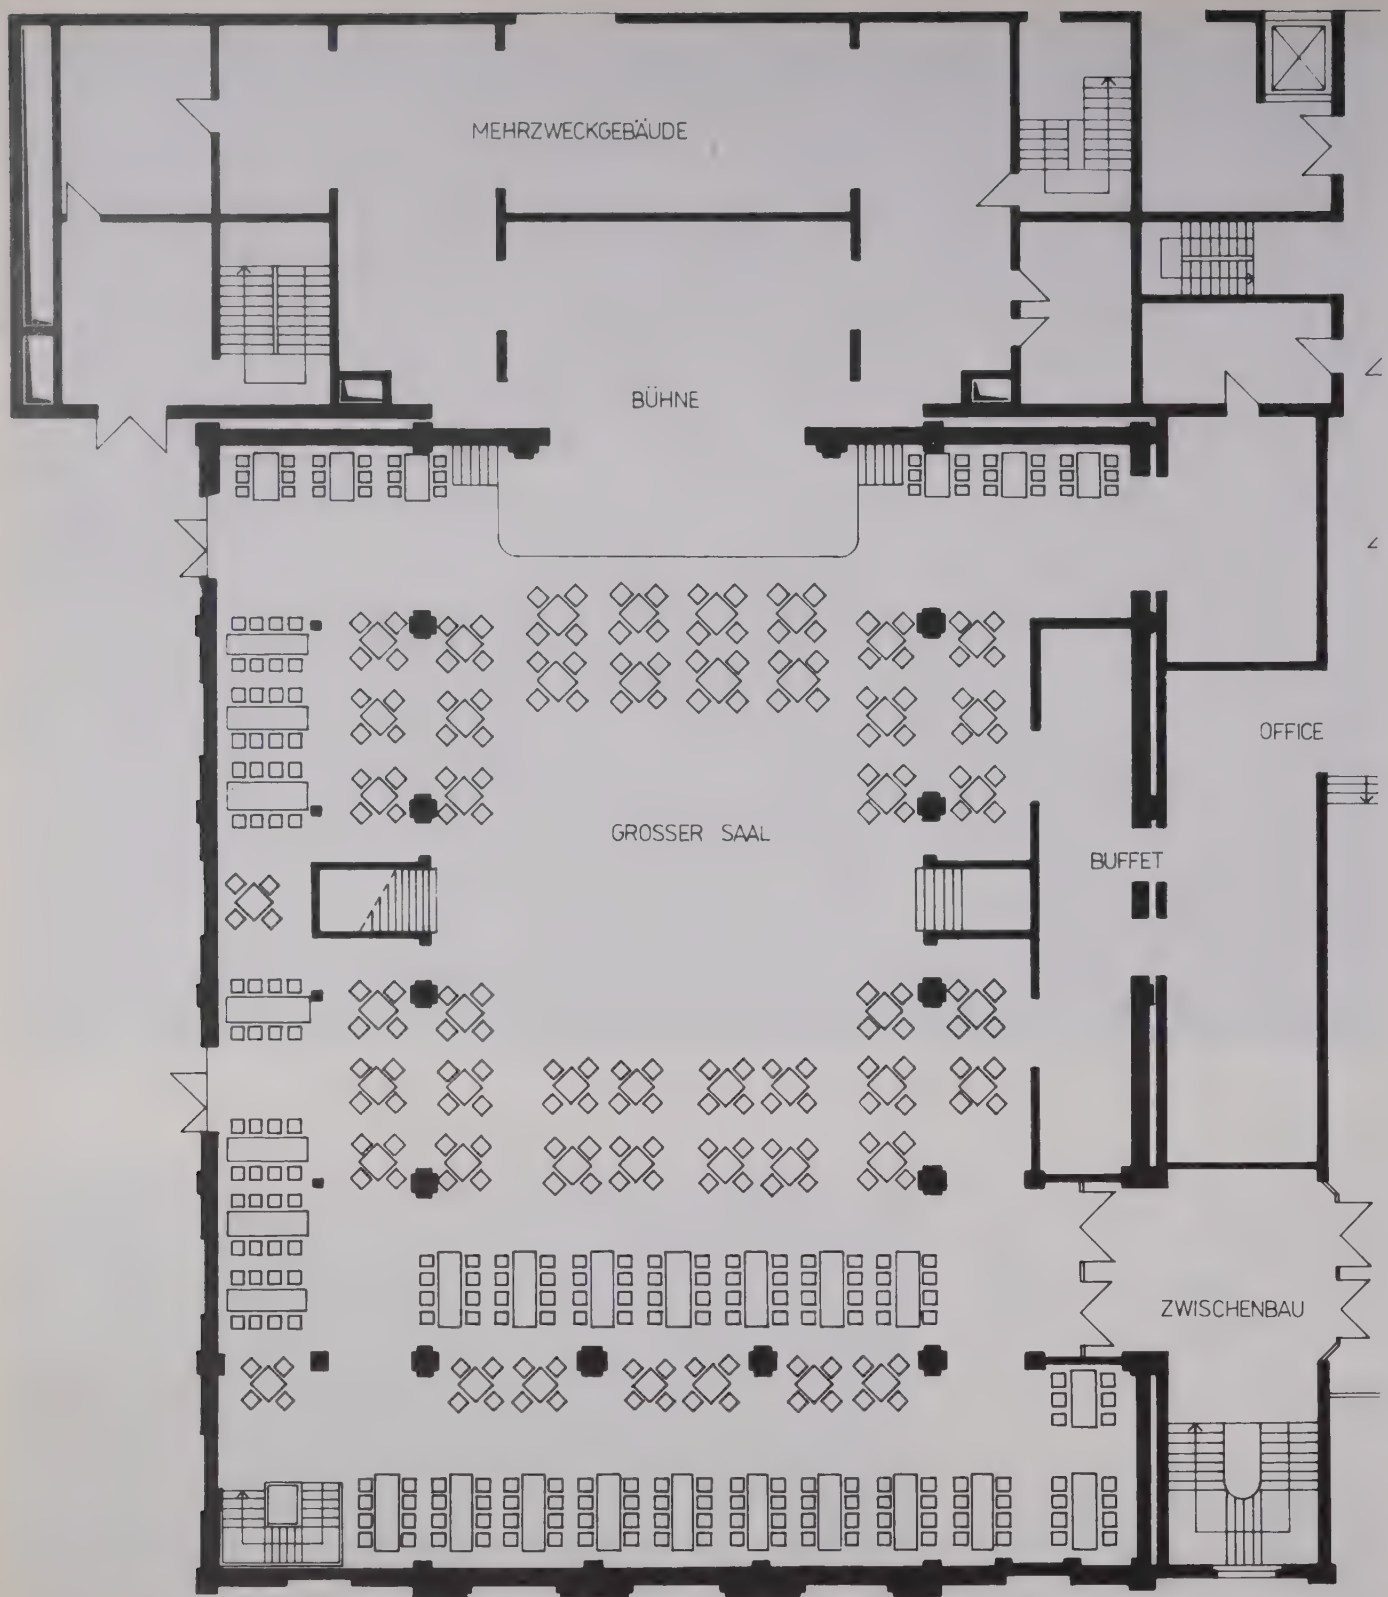 MEHRZWECKGEBÄUDE
BÜHNE
OFFICE
GROSSER SAAL
BUFFET
ZWISCHENBAU